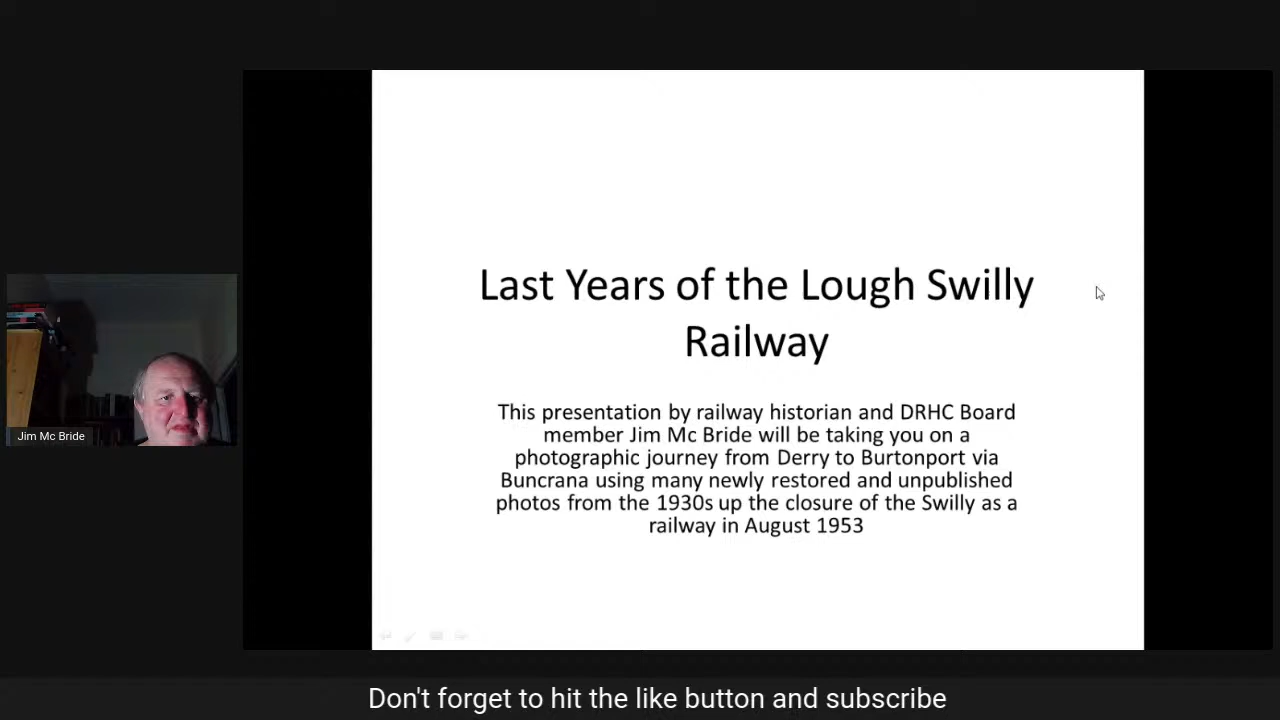 Last Years of the Lough Swilly
Railway
This presentation by railway historian and DRHC Board
member Jim Mc Bride will be taking you on a
photographic journey from Derry to Burtonport via
Buncrana using many newly restored and unpublished
photos from the 1930s up the closure of the Swilly as a
railway in August 1953
Jim Mc Bride
Don't forget to hit the like button and subscribe